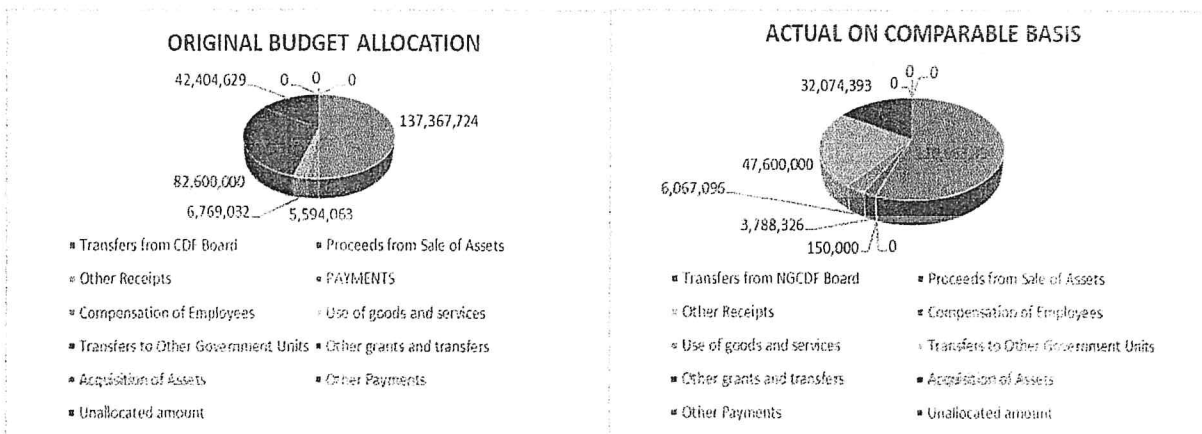 ORIGINAL BUDGET ALLOCATION
42,404,629 0 0 0
137,367,724
82,600,000
6,769,032 5,594,063
Transfers from CDF Board Proceeds from Sale of Assets
Other Receipts PAYMENTS
Compensation of Employees Use of goods and services
Transfers to Other Government Units Other grants and transfers
Acquisition of Assets Other Payments
Unallocated amount
ACTUAL ON COMPARABLE BASIS
32,074,393 0 0 0
47,600,000
6,067,096
3,788,326
150,000 0
Transfers from NGCDF Board Proceeds from Sale of Assets
Other Receipts Compensation of Employees
Use of goods and services Transfers to Other Government Units
Other grants and transfers Acquisition of Assets
Other Payments Unallocated amount